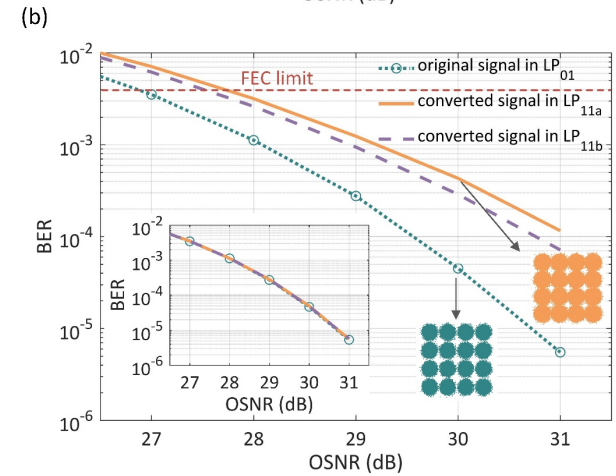 OSNR (dB)
(b)
10-2
FEC limit
original signal in LP01
converted signal in LP11a
converted signal in LP11b
10-3
10-4
10-5
10-6
BER
10-2
10-3
10-4
10-5
10-6
BER
27 28 29 30 31
OSNR (dB)
27 28 29 30 31
OSNR (dB)